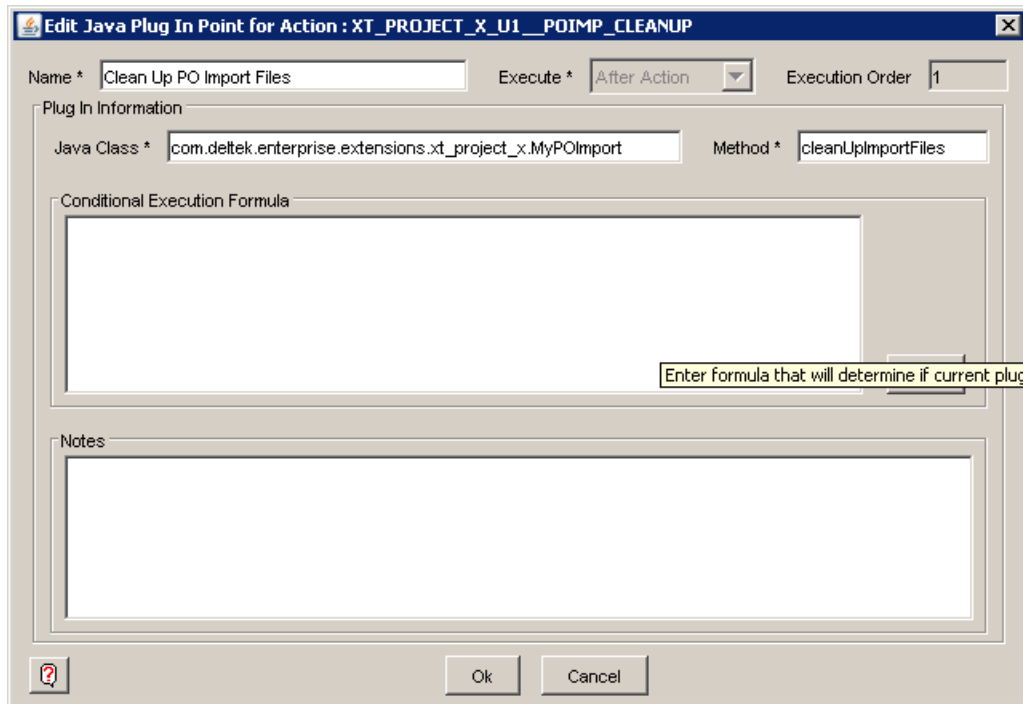 Edit Java Plug In Point for Action : XT_PROJECT_X_U1__POIMP_CLEANUP
Name * Clean Up PO Import Files Execute * After Action Execution Order 1
Plug In Information
Java Class * com.deltek.enterprise.extensions.xt_project_x.MyPOImport Method * cleanUpImportFiles
Conditional Execution Formula
Enter formula that will determine if current plug
Notes
Ok Cancel